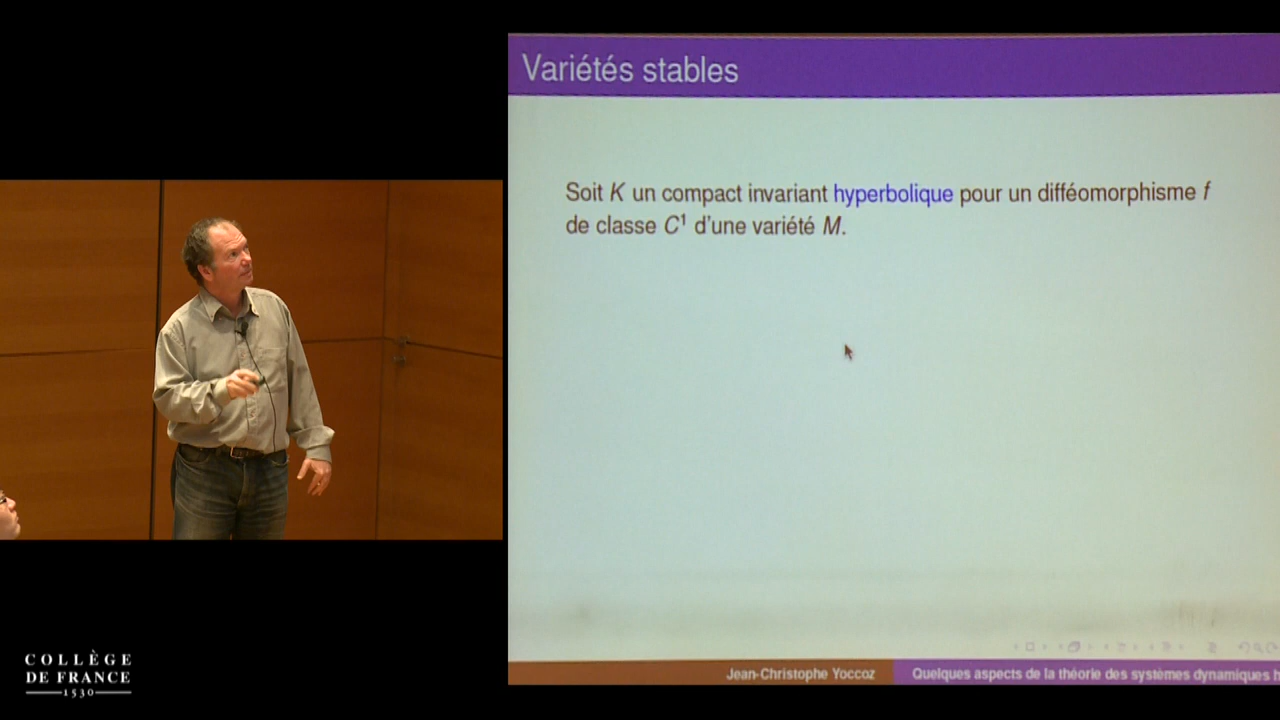 Variétés stables
Soit K un compact invariant hyperbolique pour un difféomorphisme f
de classe C¹ d'une variété M.
Jean-Christophe Yoccoz
Quelques aspects de la théorie des systèmes dynamiques h
COLLÈGE
DE FRANCE
1530